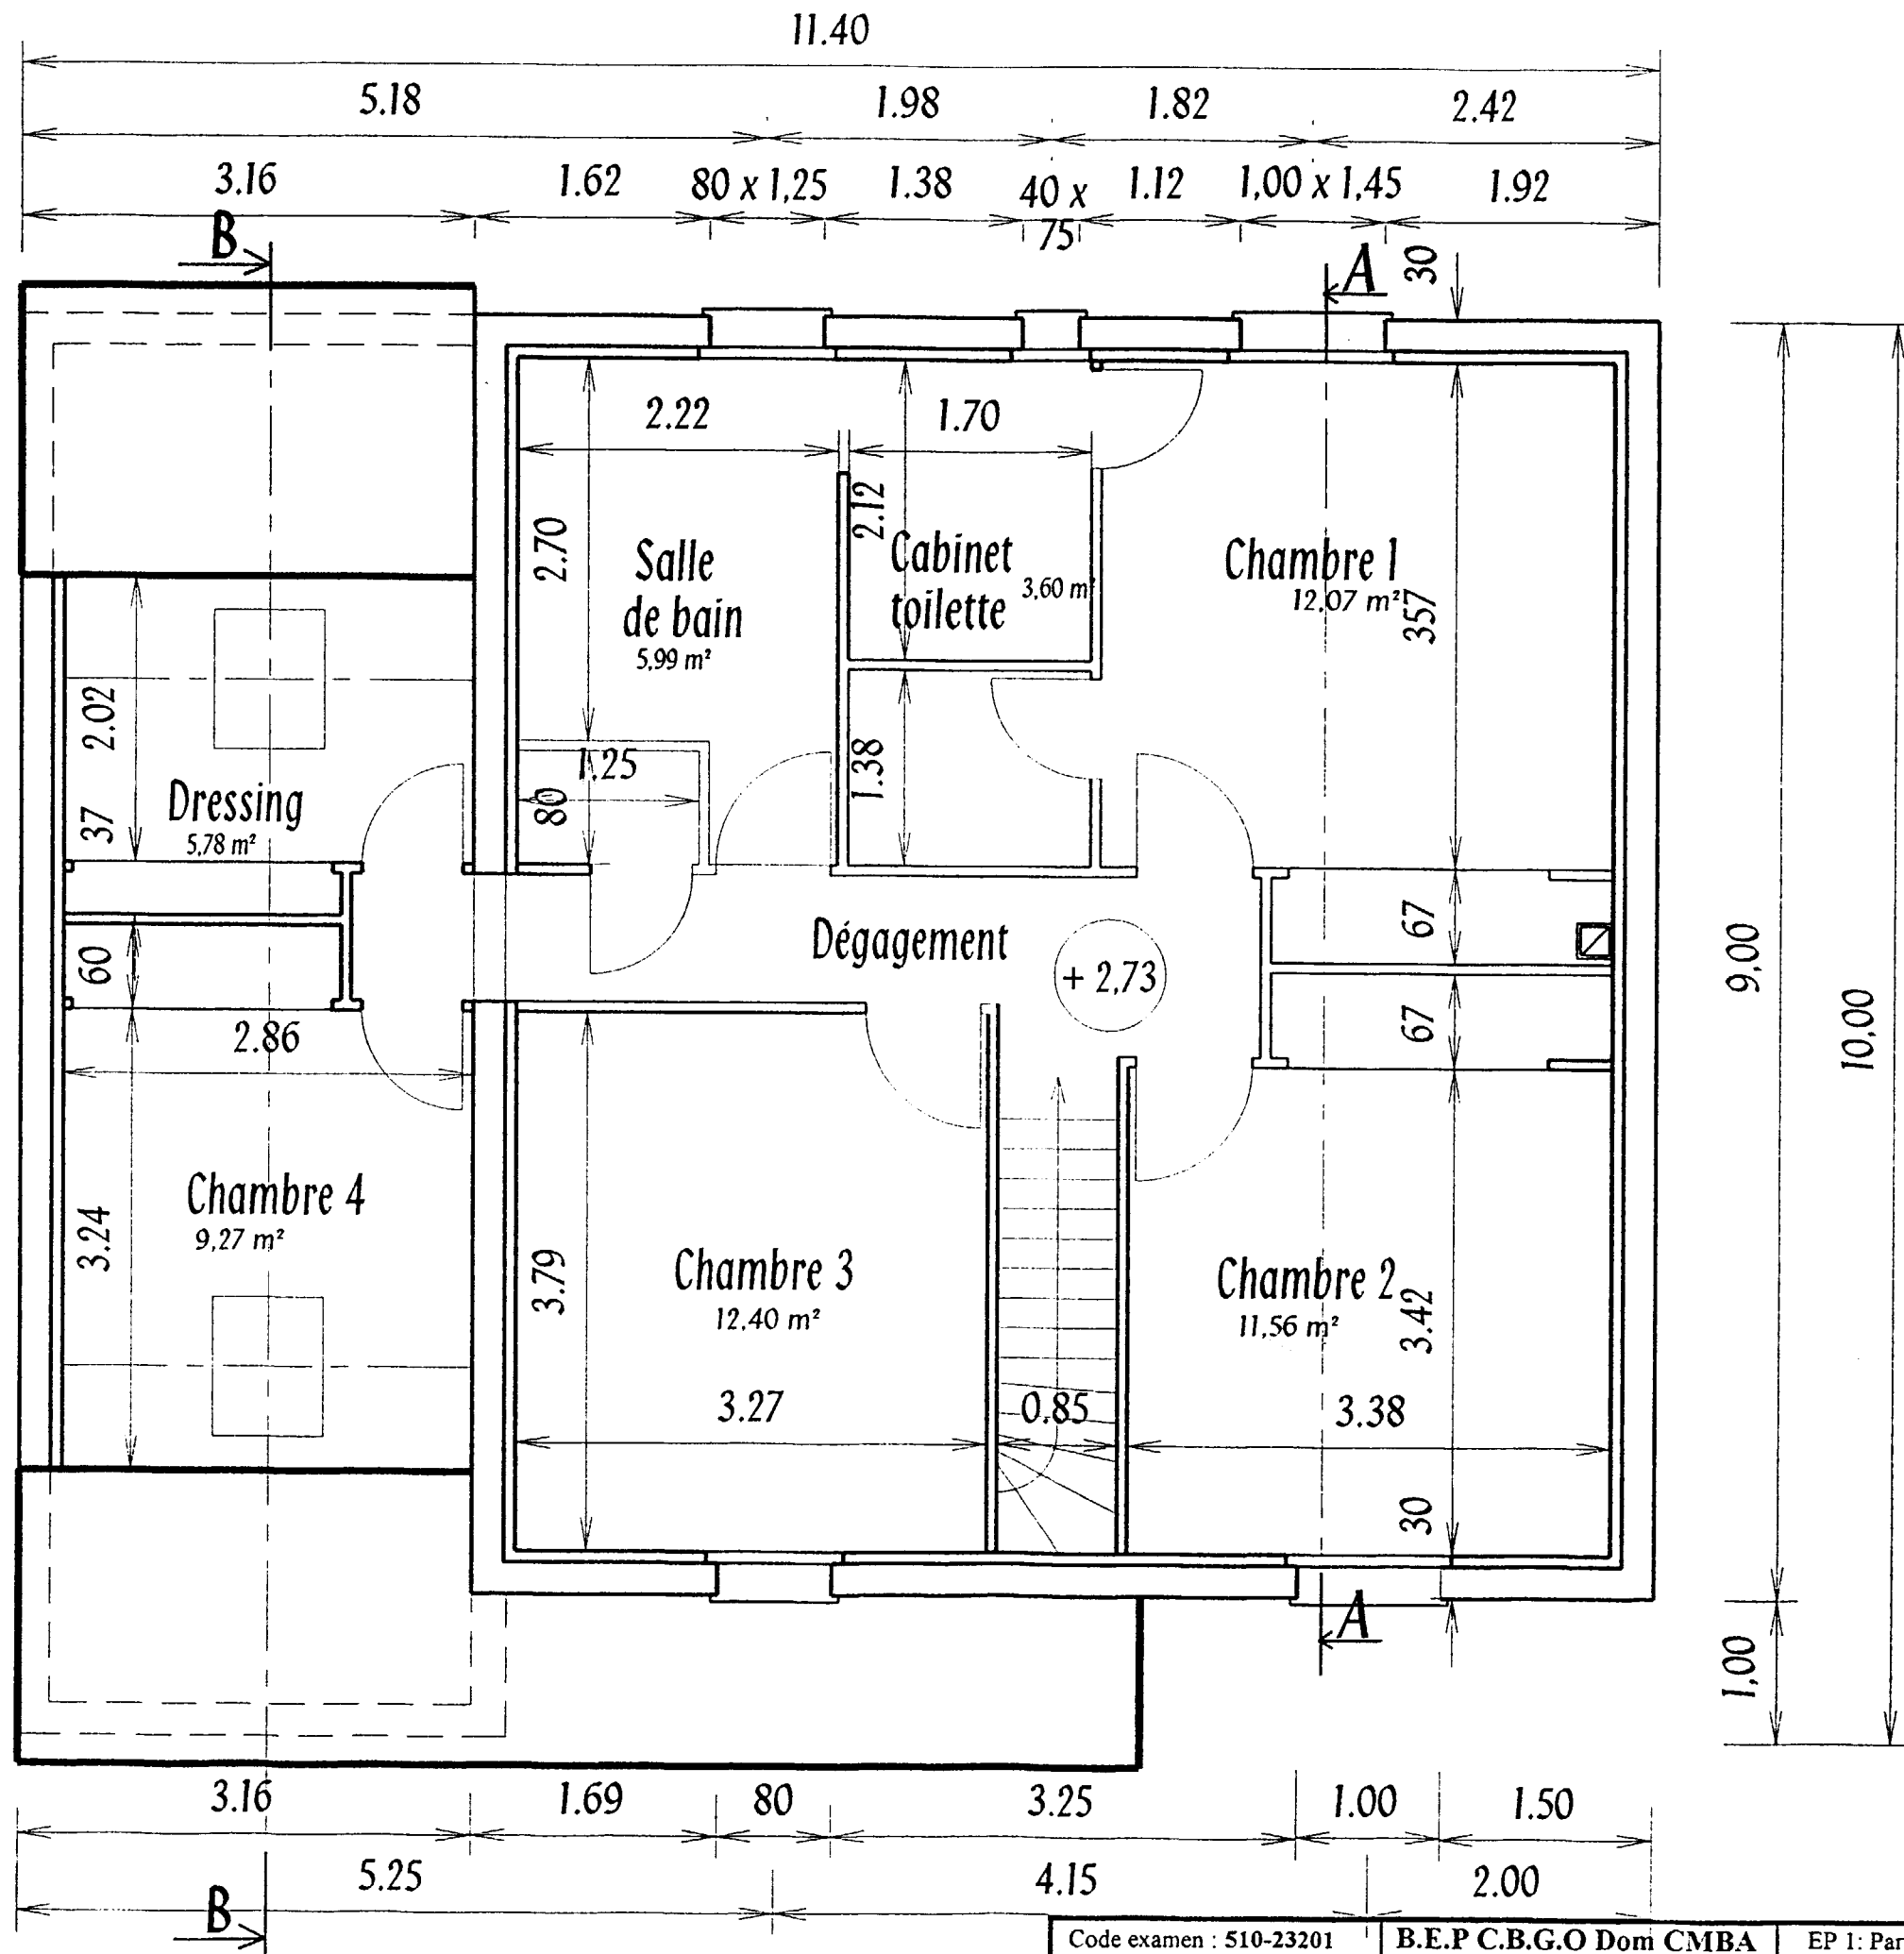 11.40
5.18 1.98 1.82 2.42
3.16 1.62 80 x 1,25 1.38 40 x 75 1.12 1,00 x 1,45 1.92
B
A
30
2.22
1.70
2.70
2.12
Salle
de bain
5,99 m²
Cabinet
toilette
3,60 m²
Chambre 1
12,07 m²
357
2.02
37
Dressing
5,78 m²
1.25
80
1.38
60
Dégagement
+ 2,73
67
67
9,00
10,00
2.86
3.24
Chambre 4
9,27 m²
3.79
Chambre 3
12.40 m²
Chambre 2
11,56 m²
3.42
3.27
0.85
3.38
30
A
1,00
3.16 1.69 80 3.25 1.00 1.50
5.25 4.15 2.00
B
Code examen : 510-23201 B.E.P C.B.G.O Dom CMBA EP 1: Par